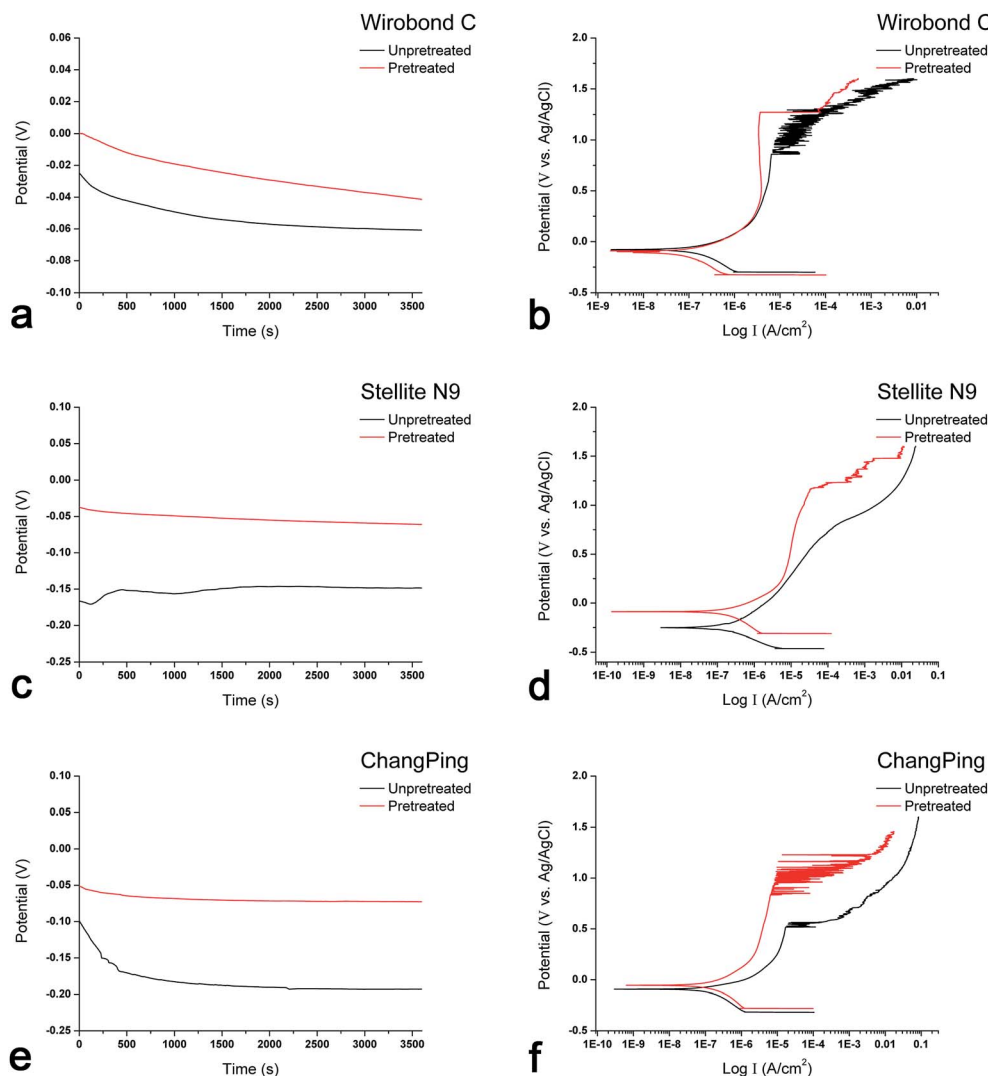 Wirobond C
Unpretreated
Pretreated
0.06
0.04
0.02
0.00
-0.02
-0.04
-0.06
-0.08
-0.10
Potential (V)
0 500 1000 1500 2000 2500 3000 3500
Time (s)
a
Wirobond C
Unpretreated
Pretreated
2.0
1.5
1.0
0.5
0.0
-0.5
Potential (V vs. Ag/AgCl)
1E-9 1E-8 1E-7 1E-6 1E-5 1E-4 1E-3 0.01
Log I (A/cm²)
b
Stellite N9
Unpretreated
Pretreated
0.10
0.05
0.00
-0.05
-0.10
-0.15
-0.20
-0.25
Potential (V)
0 500 1000 1500 2000 2500 3000 3500
Time (s)
c
Stellite N9
Unpretreated
Pretreated
2.0
1.5
1.0
0.5
0.0
-0.5
Potential (V vs. Ag/AgCl)
1E-10 1E-9 1E-8 1E-7 1E-6 1E-5 1E-4 1E-3 0.01 0.1
Log I (A/cm²)
d
ChangPing
Unpretreated
Pretreated
0.10
0.05
0.00
-0.05
-0.10
-0.15
-0.20
-0.25
Potential (V)
0 500 1000 1500 2000 2500 3000 3500
Time (s)
e
ChangPing
Unpretreated
Pretreated
2.0
1.5
1.0
0.5
0.0
-0.5
Potential (V vs. Ag/AgCl)
1E-10 1E-9 1E-8 1E-7 1E-6 1E-5 1E-4 1E-3 0.01 0.1
Log I (A/cm²)
f